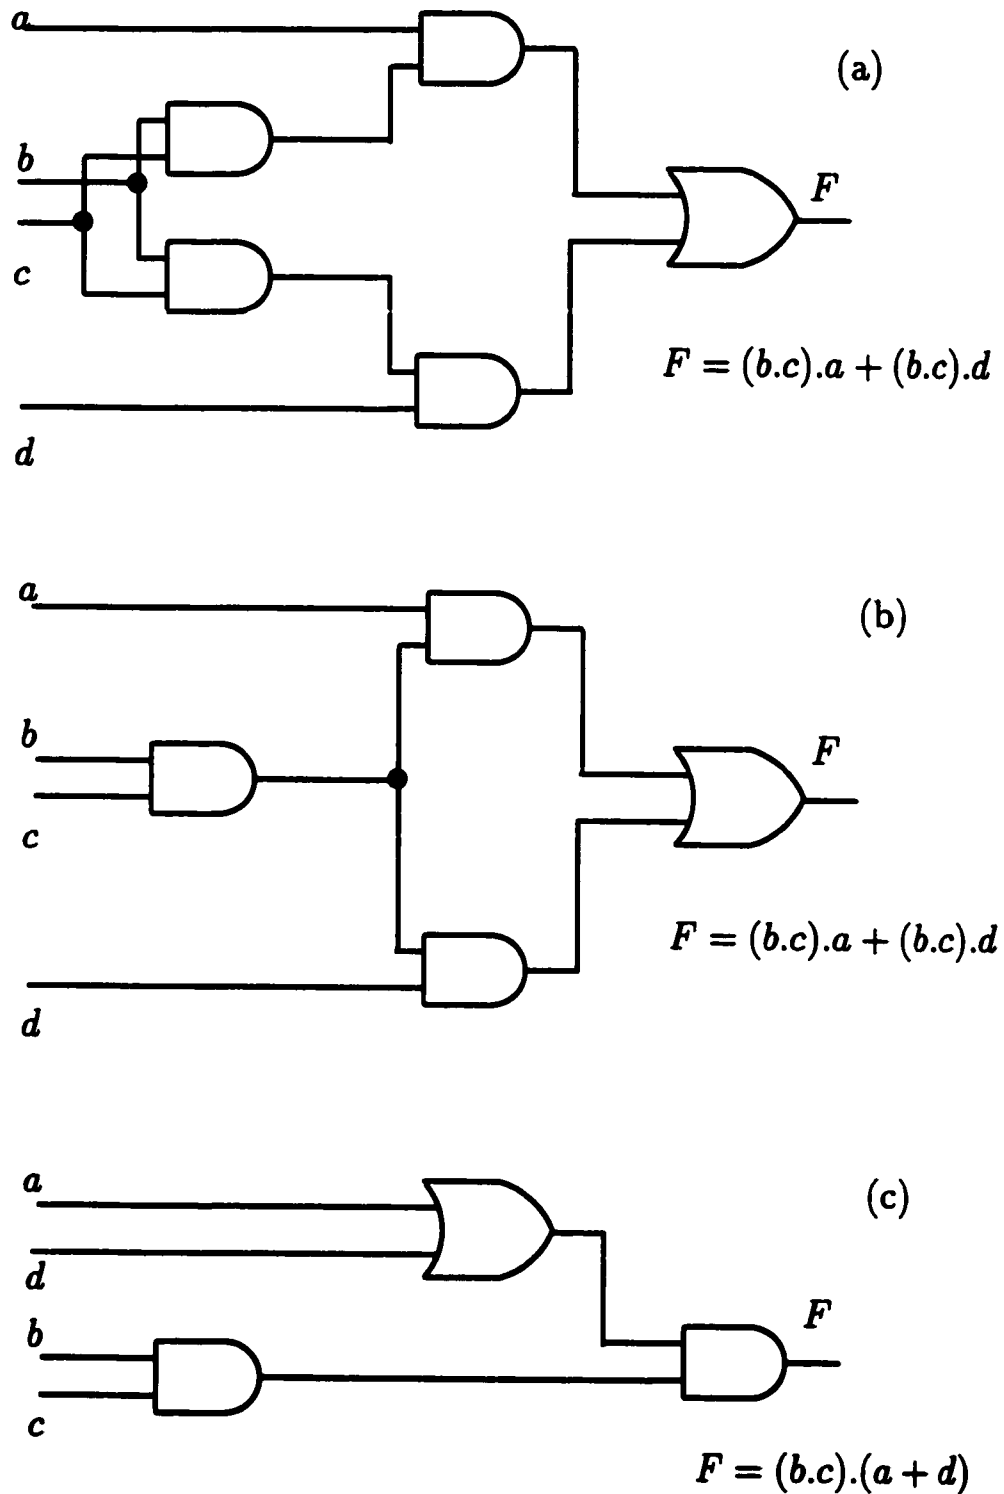 a
(a)
b
F
c
F = (b.c).a + (b.c).d
d
a
(b)
b
F
c
F = (b.c).a + (b.c).d
d
a
(c)
d
b
F
c
F = (b.c).(a + d)